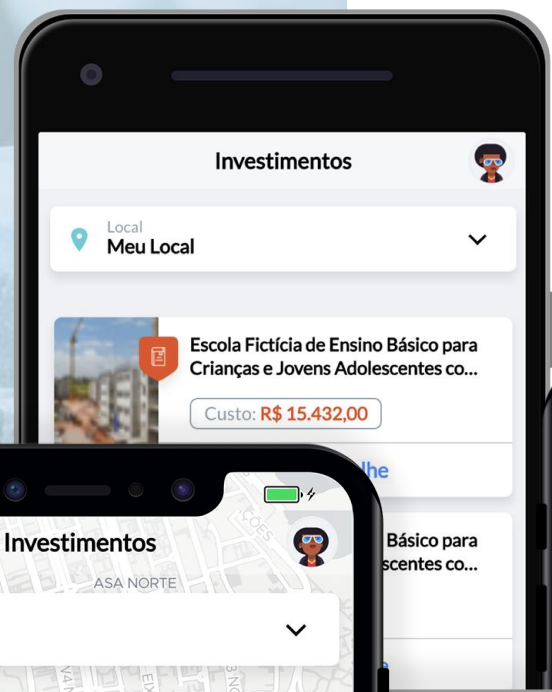 Investimentos
Local
Meu Local
Escola Fictícia de Ensino Básico para
Crianças e Jovens Adolescentes co...
Custo: R$ 15.432,00
lhe
Básico para
scentes co...
Investimentos
ASA NORTE
ÇÕES